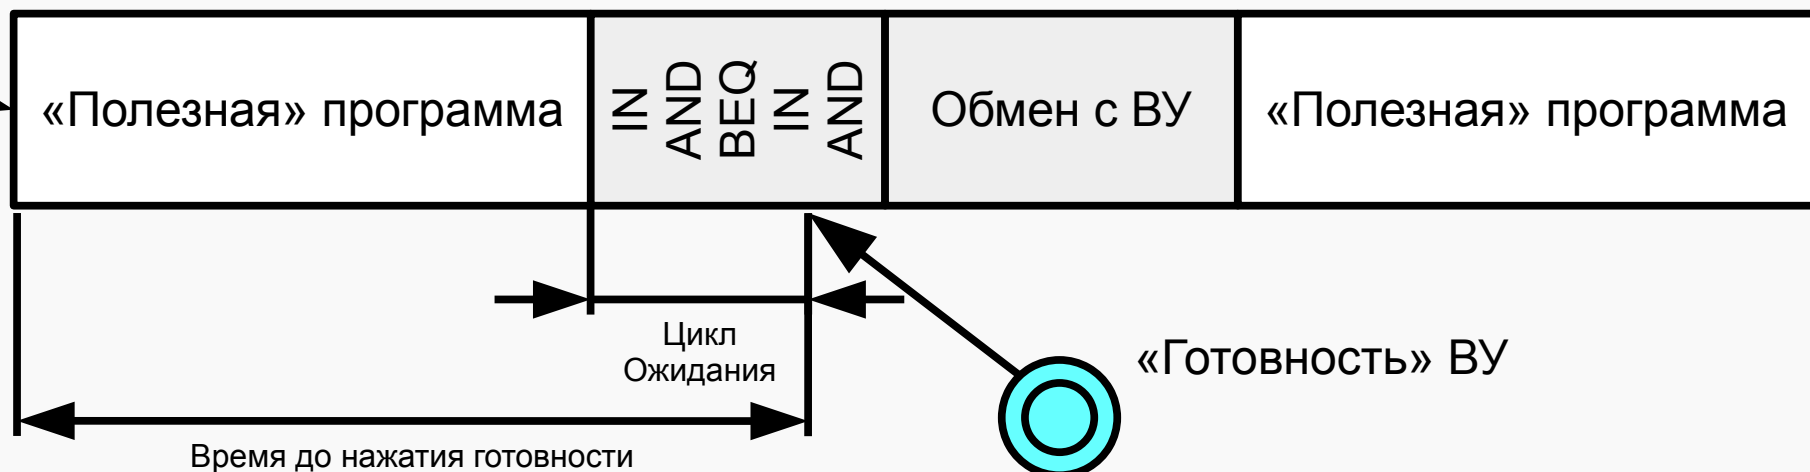 «Полезная» программа
IN
AND
BEQ
IN
AND
Обмен с ВУ
«Полезная» программа
Цикл
Ожидания
«Готовность» ВУ
Время до нажатия готовности